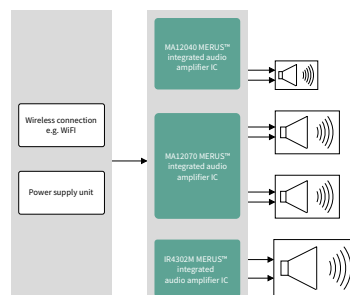 MA12040 MERUS™
integrated audio
amplifier IC
Wireless connection
e.g. WiFI
MA12070 MERUS™
integrated audio
amplifier IC
Power supply unit
IR4302M MERUS™
integrated
audio amplifier IC